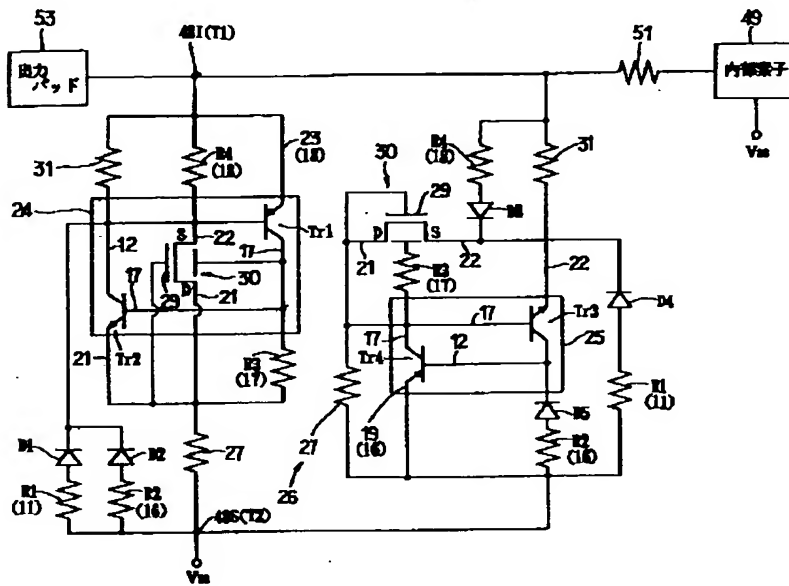 53
48I(T1)
51
49
出力
パッド
内部素子
Vss
31
R4
(18)
23
(18)
30
R4
(18)
31
29
D3
24
12
S
22
Tr1
17
D
S
21
22
17
30
29
D
21
R3
(17)
22
D4
21
Tr2
R3
(17)
17
17
Tr3
Tr4
12
25
D1
D2
27
27
19
(16)
D5
R1
(11)
R1
(11)
R2
(16)
26
R2
(16)
48S(T2)
Vss